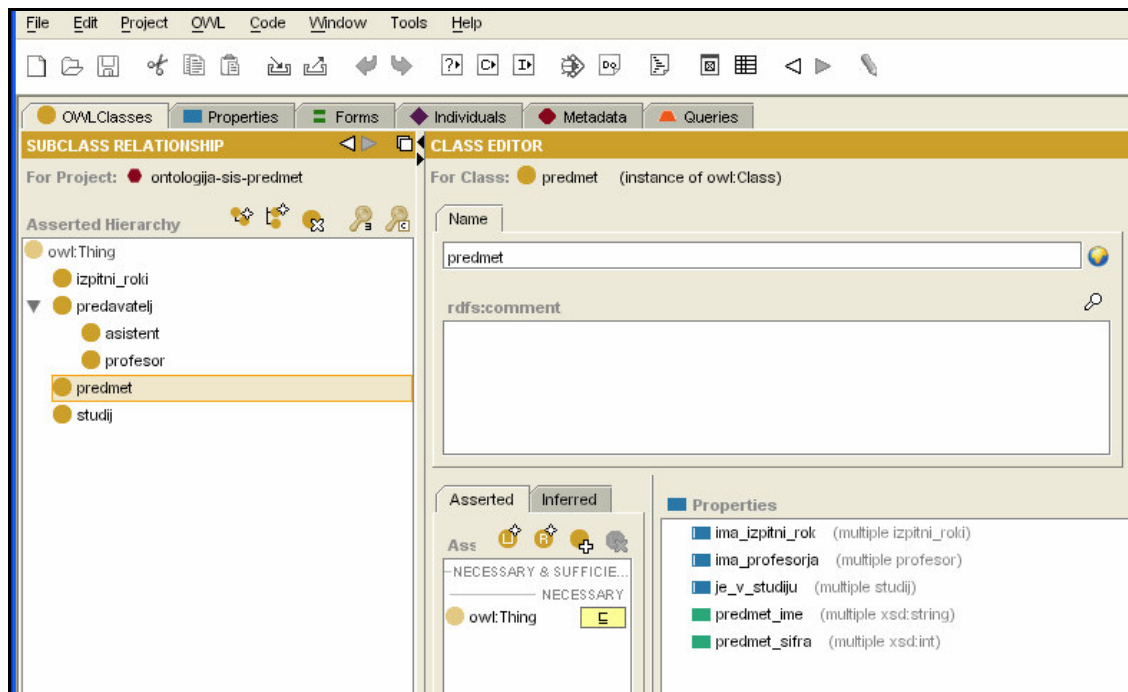 File Edit Project OWL Code Window Tools Help
OWLClasses Properties Forms Individuals Metadata Queries
SUBCLASS RELATIONSHIP
For Project: ontologija-sis-predmet
Asserted Hierarchy
owl:Thing
izpitni_roki
predavatelj
asistent
profesor
predmet
studij
CLASS EDITOR
For Class: predmet (instance of owl:Class)
Name
predmet
rdfs:comment
Asserted Inferred
Ass
NECESSARY & SUFFICIE...
NECESSARY
owl:Thing ⊑
Properties
ima_izpitni_rok (multiple izpitni_roki)
ima_profesorja (multiple profesor)
je_v_studiju (multiple studij)
predmet_ime (multiple xsd:string)
predmet_sifra (multiple xsd:int)